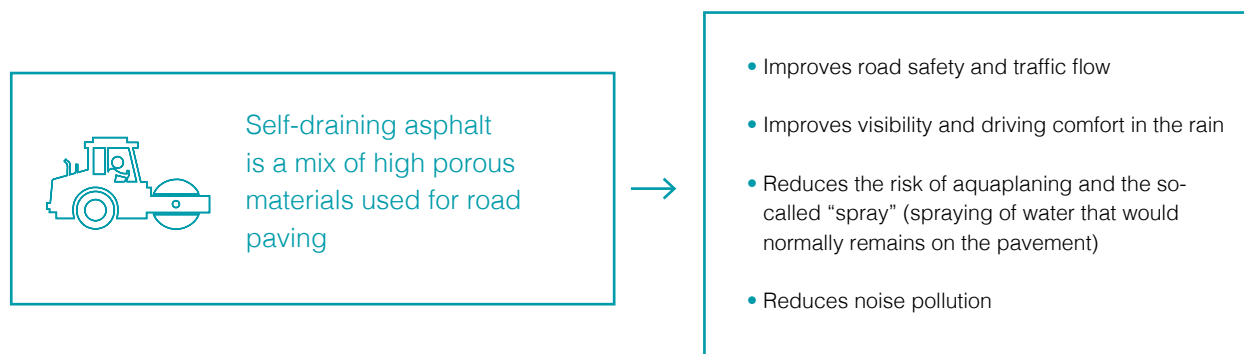 Self-draining asphalt
is a mix of high porous
materials used for road
paving
• Improves road safety and traffic flow
• Improves visibility and driving comfort in the rain
• Reduces the risk of aquaplaning and the so-
called “spray” (spraying of water that would
normally remains on the pavement)
• Reduces noise pollution